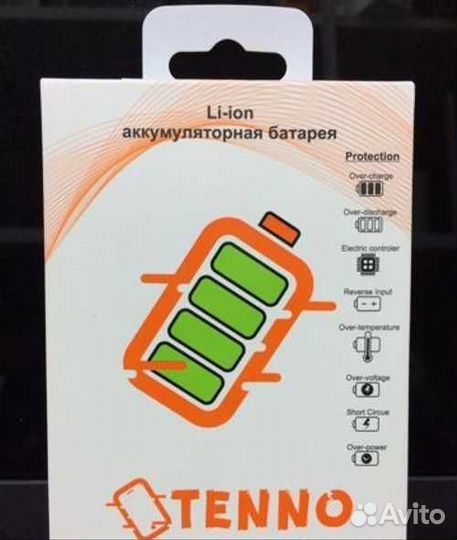 Li-ion
аккумуляторная батарея
Protection
Over-charge
Over-discharge
Electric controler
Reverse Input
Over-temperature
Over-voltage
Short Circue
Over-power
TENNO
Avito